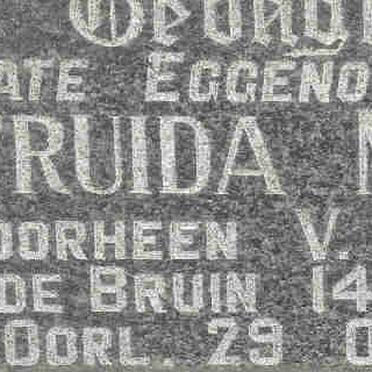 ATE EGGENO
RUIDA
OORHEEN V.
DE BRUIN 14
OORL. 29 O